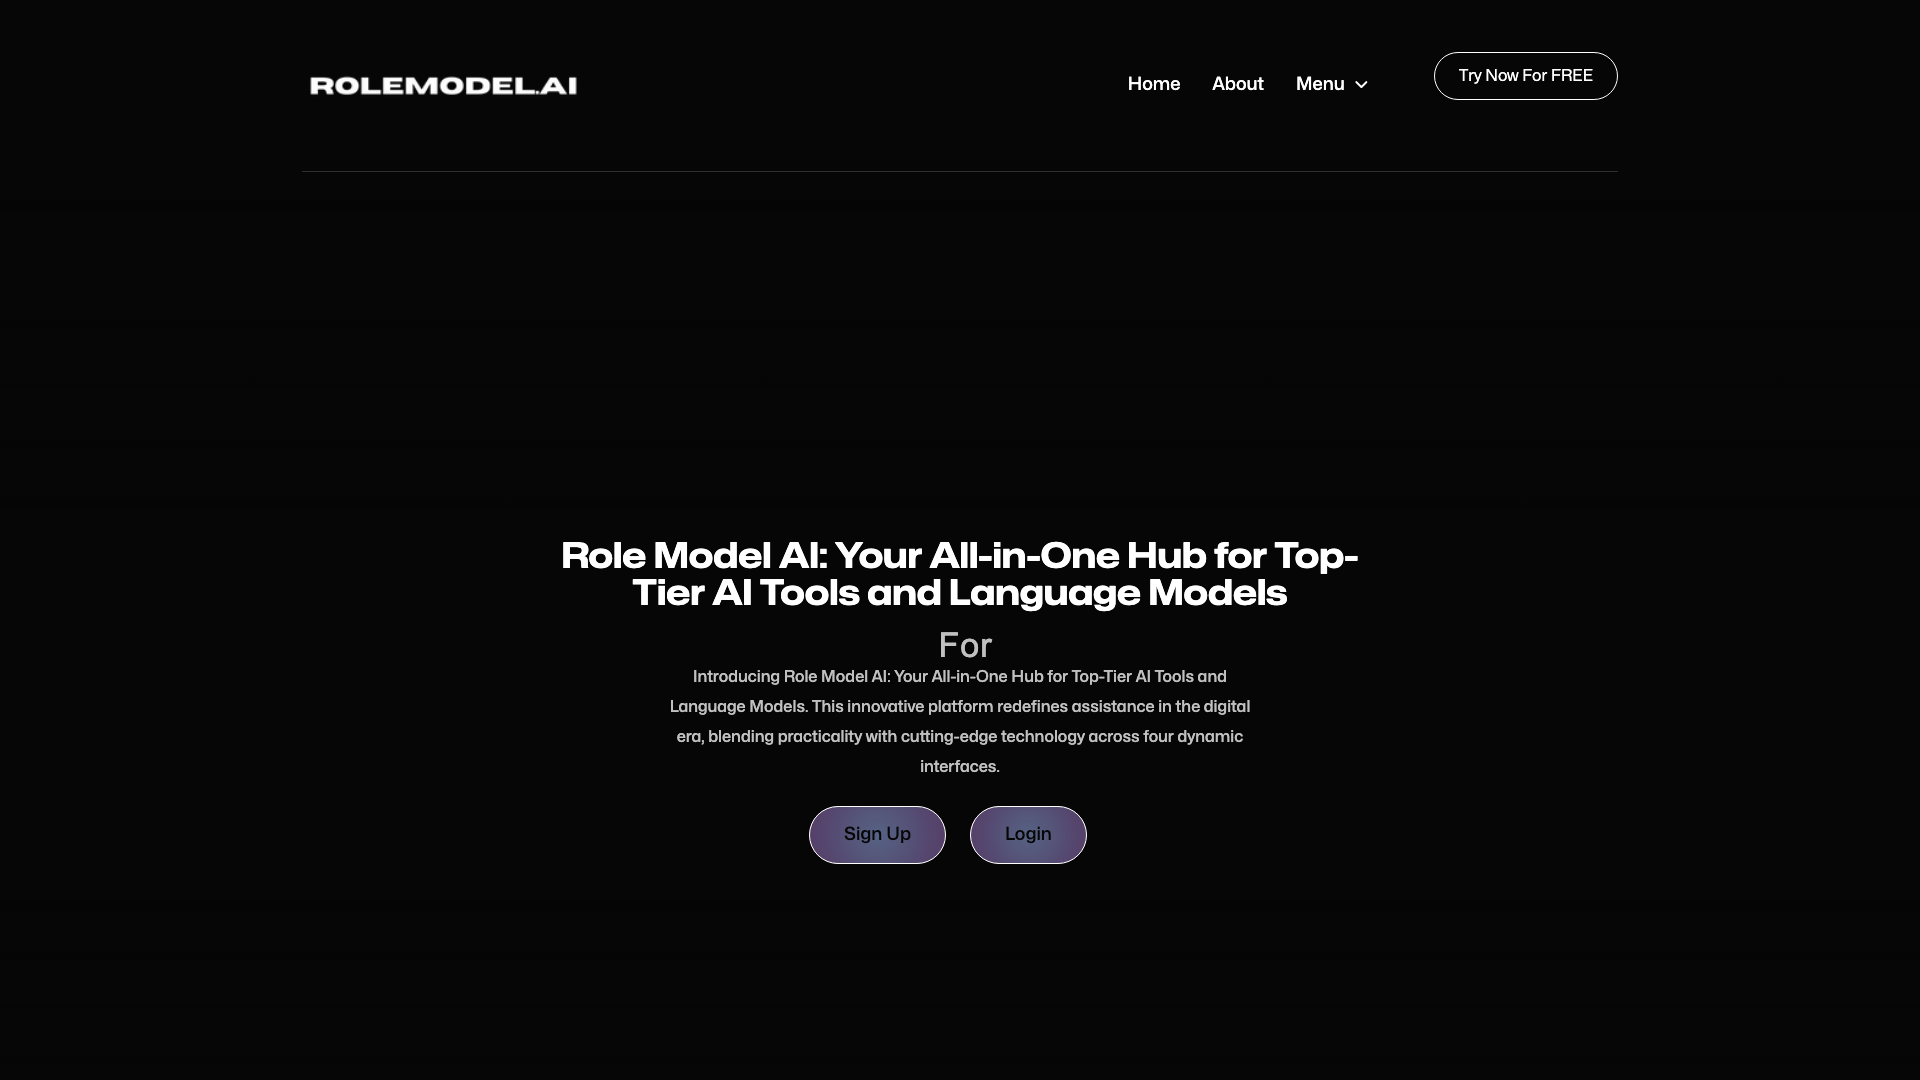 ROLEMODEL.AI
Home
About
Menu
Try Now For FREE
Role Model AI: Your All-in-One Hub for Top-
Tier AI Tools and Language Models
For
Introducing Role Model AI: Your All-in-One Hub for Top-Tier AI Tools and
Language Models. This innovative platform redefines assistance in the digital
era, blending practicality with cutting-edge technology across four dynamic
interfaces.
Sign Up
Login